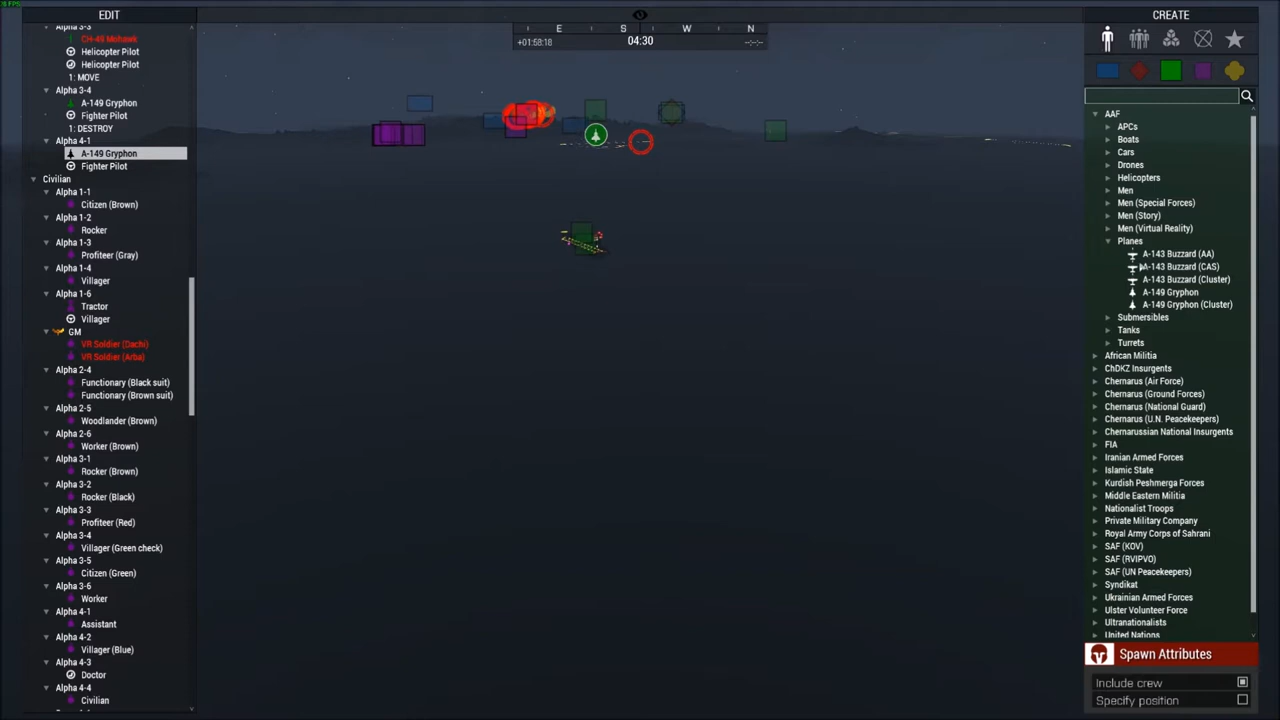 EDIT
Alpha 3-3
CH-49 Mohawk
Helicopter Pilot
Helicopter Pilot
1: MOVE
Alpha 3-4
A-149 Gryphon
Fighter Pilot
1: DESTROY
Alpha 4-1
A-149 Gryphon
Fighter Pilot
Civilian
Alpha 1-1
Citizen (Brown)
Alpha 1-2
Rocker
Alpha 1-3
Profiteer (Gray)
Alpha 1-4
Villager
Alpha 1-6
Tractor
Villager
GM
VR Soldier (Dachi)
VR Soldier (Arba)
Alpha 2-4
Functionary (Black suit)
Functionary (Brown suit)
Alpha 2-5
Woodlander (Brown)
Alpha 2-6
Worker (Brown)
Alpha 3-1
Rocker (Brown)
Alpha 3-2
Rocker (Black)
Alpha 3-3
Profiteer (Red)
Alpha 3-4
Villager (Green check)
Alpha 3-5
Citizen (Green)
Alpha 3-6
Worker
Alpha 4-1
Assistant
Alpha 4-2
Villager (Blue)
Alpha 4-3
Doctor
Alpha 4-4
Civilian
E S W N
+01:58:18 04:30 --:--
CREATE
AAF
APCs
Boats
Cars
Drones
Helicopters
Men
Men (Special Forces)
Men (Story)
Men (Virtual Reality)
Planes
A-143 Buzzard (AA)
A-143 Buzzard (CAS)
A-143 Buzzard (Cluster)
A-149 Gryphon
A-149 Gryphon (Cluster)
Submersibles
Tanks
Turrets
African Militia
ChDKZ Insurgents
Chernarus (Air Force)
Chernarus (Ground Forces)
Chernarus (National Guard)
Chernarus (U.N. Peacekeepers)
Chernarussian National Insurgents
FIA
Iranian Armed Forces
Islamic State
Kurdish Peshmerga Forces
Middle Eastern Militia
Nationalist Troops
Private Military Company
Royal Army Corps of Sahrani
SAF (KOV)
SAF (RVIPVO)
SAF (UN Peacekeepers)
Syndikat
Ukrainian Armed Forces
Ulster Volunteer Force
Ultranationalists
United Nations
Spawn Attributes
Include crew
Specify position